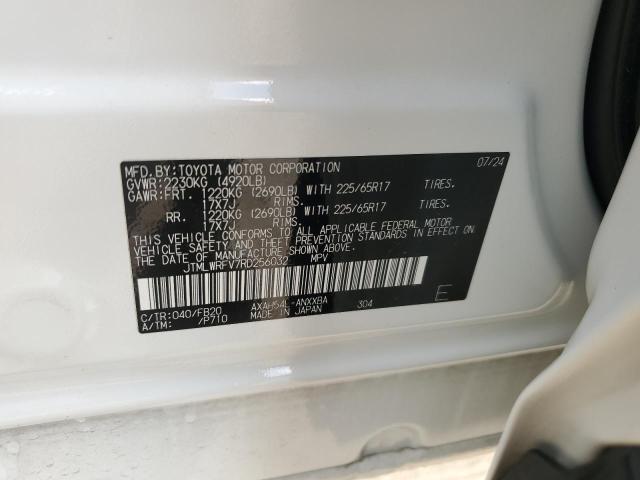 MFD.BY:TOYOTA MOTOR CORPORATION 07/24
GVWR:2230KG (4920LB)
GAWR:FRT. 1220KG (2690LB) WITH 225/65R17 TIRES.
17X7J RIMS.
RR. 1220KG (2690LB) WITH 225/65R17 TIRES.
17X7J RIMS.
THIS VEHICLE CONFORMS TO ALL APPLICABLE FEDERAL MOTOR
VEHICLE SAFETY AND THEFT PREVENTION STANDARDS IN EFFECT ON
THE DATE OF MANUFACTURE SHOWN ABOVE.
JTMLWRFV7RD256032 MPV
C/TR:040/FB20 AXAH54L-ANXXBA 304
A/TM: /P710 MADE IN JAPAN E